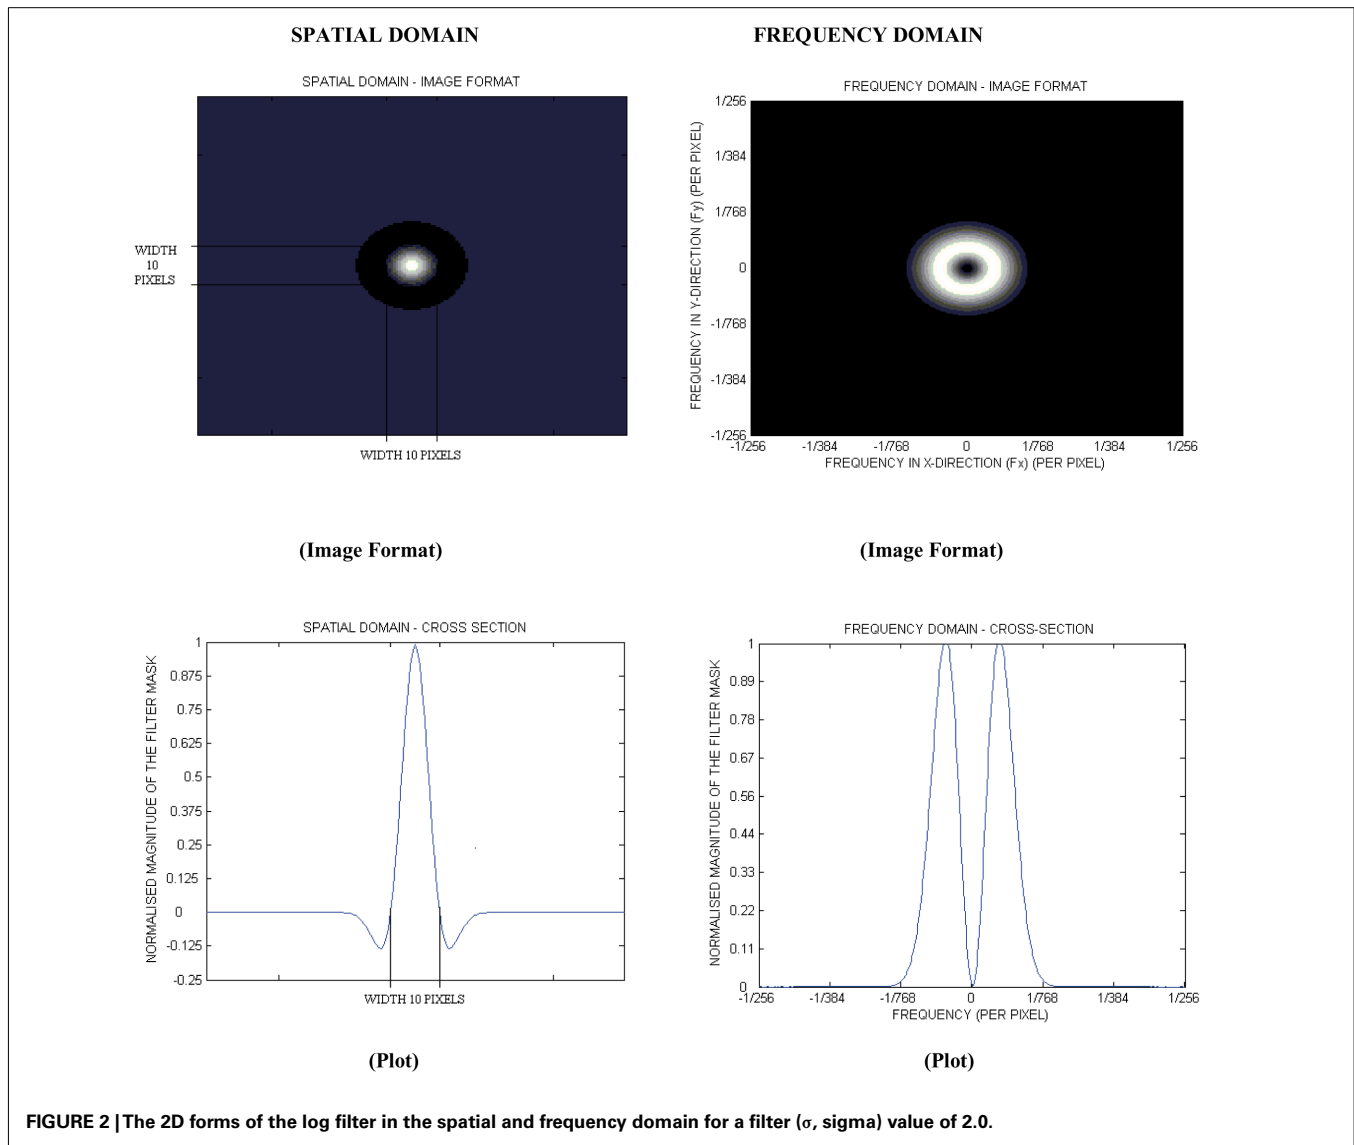 SPATIAL DOMAIN
FREQUENCY DOMAIN
SPATIAL DOMAIN - IMAGE FORMAT
WIDTH
10
PIXELS
WIDTH 10 PIXELS
(Image Format)
FREQUENCY DOMAIN - IMAGE FORMAT
FREQUENCY IN Y-DIRECTION (Fy) (PER PIXEL)
1/256
1/384
1/768
0
-1/768
-1/384
-1/256
-1/256 -1/384 -1/768 0 1/768 1/384 1/256
FREQUENCY IN X-DIRECTION (Fx) (PER PIXEL)
(Image Format)
SPATIAL DOMAIN - CROSS SECTION
NORMALISED MAGNITUDE OF THE FILTER MASK
1
0.875
0.75
0.625
0.5
0.375
0.25
0.125
0
-0.125
-0.25
WIDTH 10 PIXELS
(Plot)
FREQUENCY DOMAIN - CROSS-SECTION
NORMALISED MAGNITUDE OF THE FILTER MASK
1
0.89
0.78
0.67
0.56
0.44
0.33
0.22
0.11
0
-1/256 -1/384 -1/768 0 1/768 1/384 1/256
FREQUENCY (PER PIXEL)
(Plot)
FIGURE 2 | The 2D forms of the log filter in the spatial and frequency domain for a filter (σ, sigma) value of 2.0.